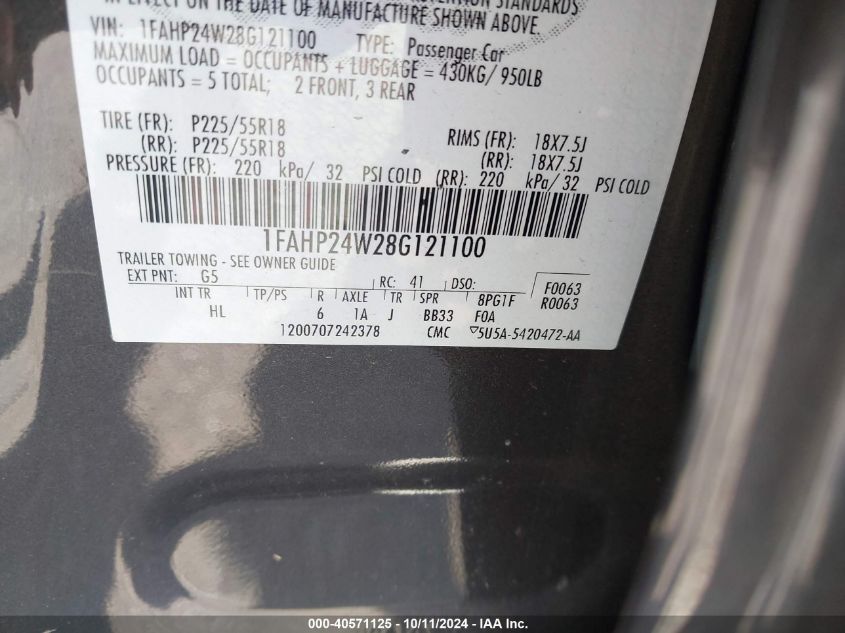 IN EFFECT ON THE DATE OF MANUFACTURE SHOWN ABOVE.
VIN: 1FAHP24W28G121100 TYPE: Passenger Car
MAXIMUM LOAD = OCCUPANTS + LUGGAGE = 430KG/ 950LB
OCCUPANTS = 5 TOTAL; 2 FRONT, 3 REAR
TIRE (FR): P225/55R18 RIMS (FR): 18X7.5J
(RR): P225/55R18 (RR): 18X7.5J
PRESSURE (FR): 220 kPa/ 32 PSI COLD (RR): 220 kPa/ 32 PSI COLD
1FAHP24W28G121100
TRAILER TOWING - SEE OWNER GUIDE
EXT PNT: G5 RC: 41 DSO: F0063
INT TR TP/PS R AXLE TR SPR 8PG1F R0063
HL 6 1A J BB33 F0A
1200707242378 CMC ▽5U5A-5420472-AA
000-40571125 - 10/11/2024 - IAA Inc.